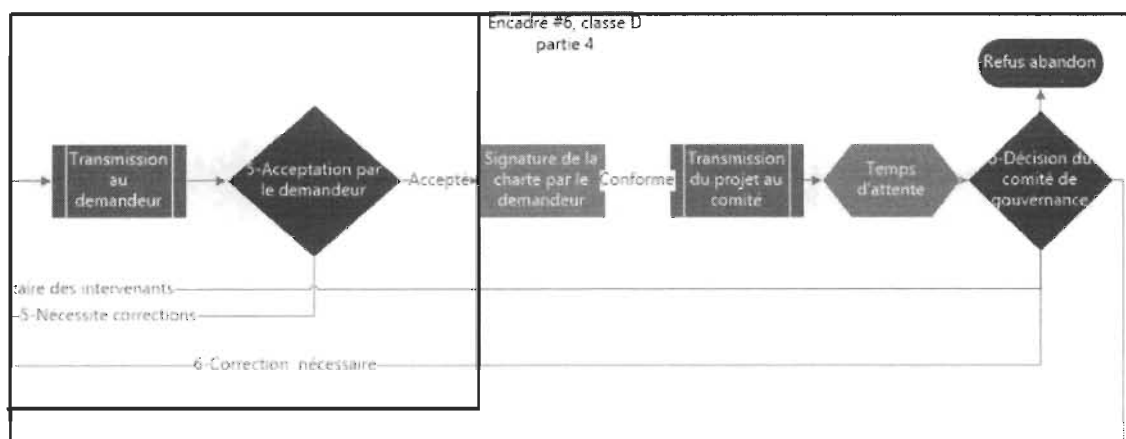 Encadré #6, classe D
partie 4
Refus abandon
Transmission
au
demandeur
5-Acceptation par
le demandeur
Accepté
Signature de la
charte par le
demandeur
Conforme
Transmission
du projet au
comité
Temps
d'attente
6-Décision du
comité de
gouvernance
taire des intervenants
5-Nécessite corrections
6-Correction nécessaire